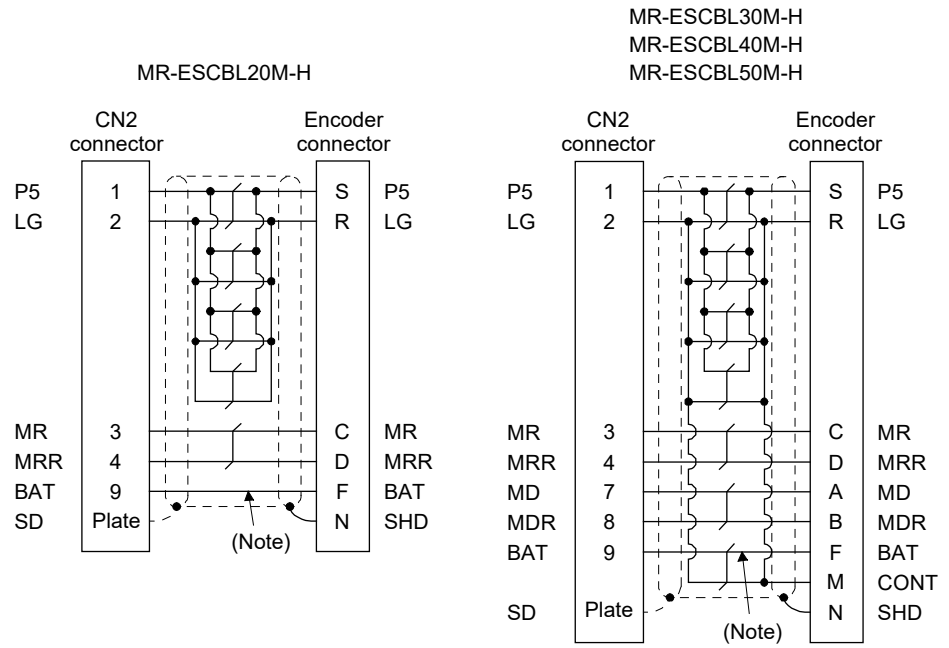 MR-ESCBL20M-H
CN2 connector
Encoder connector
P5 1 S P5
LG 2 R LG
MR 3 C MR
MRR 4 D MRR
BAT 9 F BAT
SD Plate N SHD
(Note)
MR-ESCBL30M-H
MR-ESCBL40M-H
MR-ESCBL50M-H
CN2 connector
Encoder connector
P5 1 S P5
LG 2 R LG
MR 3 C MR
MRR 4 D MRR
MD 7 A MD
MDR 8 B MDR
BAT 9 F BAT
M CONT
SD Plate N SHD
(Note)